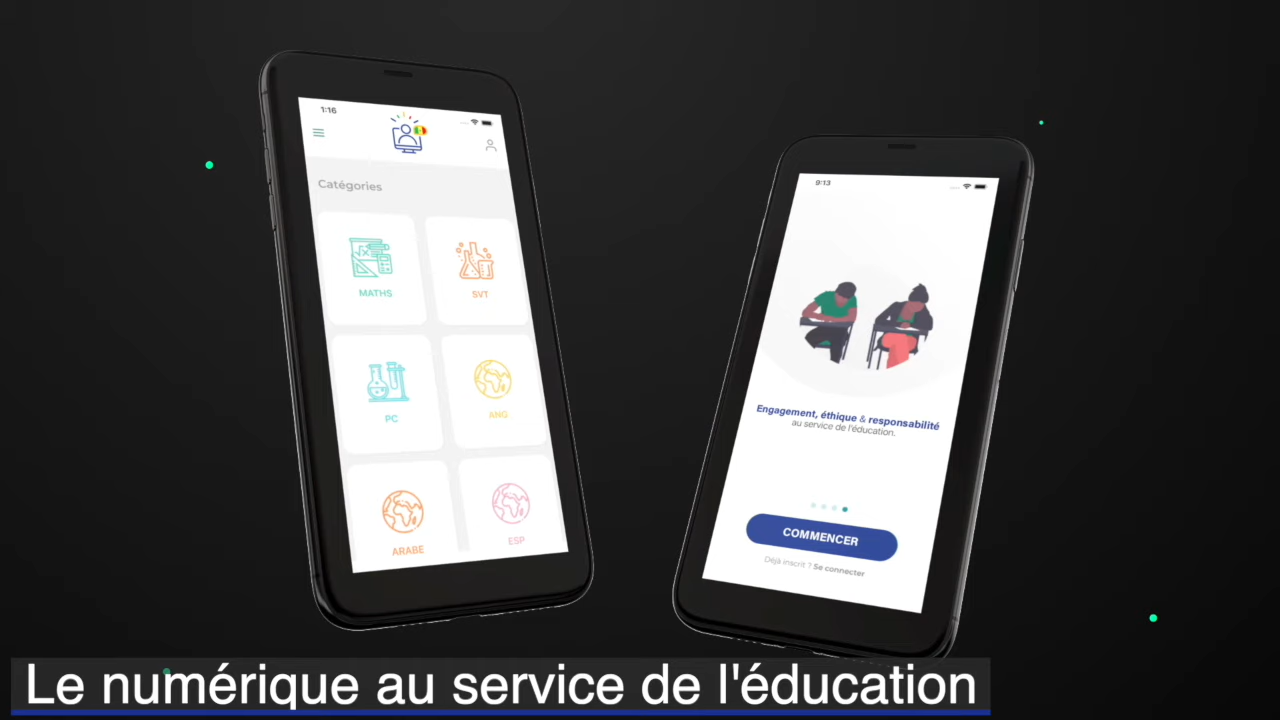 1:16
Catégories
MATHS
SVT
PC
ANG
ARABE
ESP
9:13
Engagement, éthique & responsabilité
au service de l'éducation.
COMMENCER
Déjà inscrit ? Se connecter
Le numérique au service de l'éducation